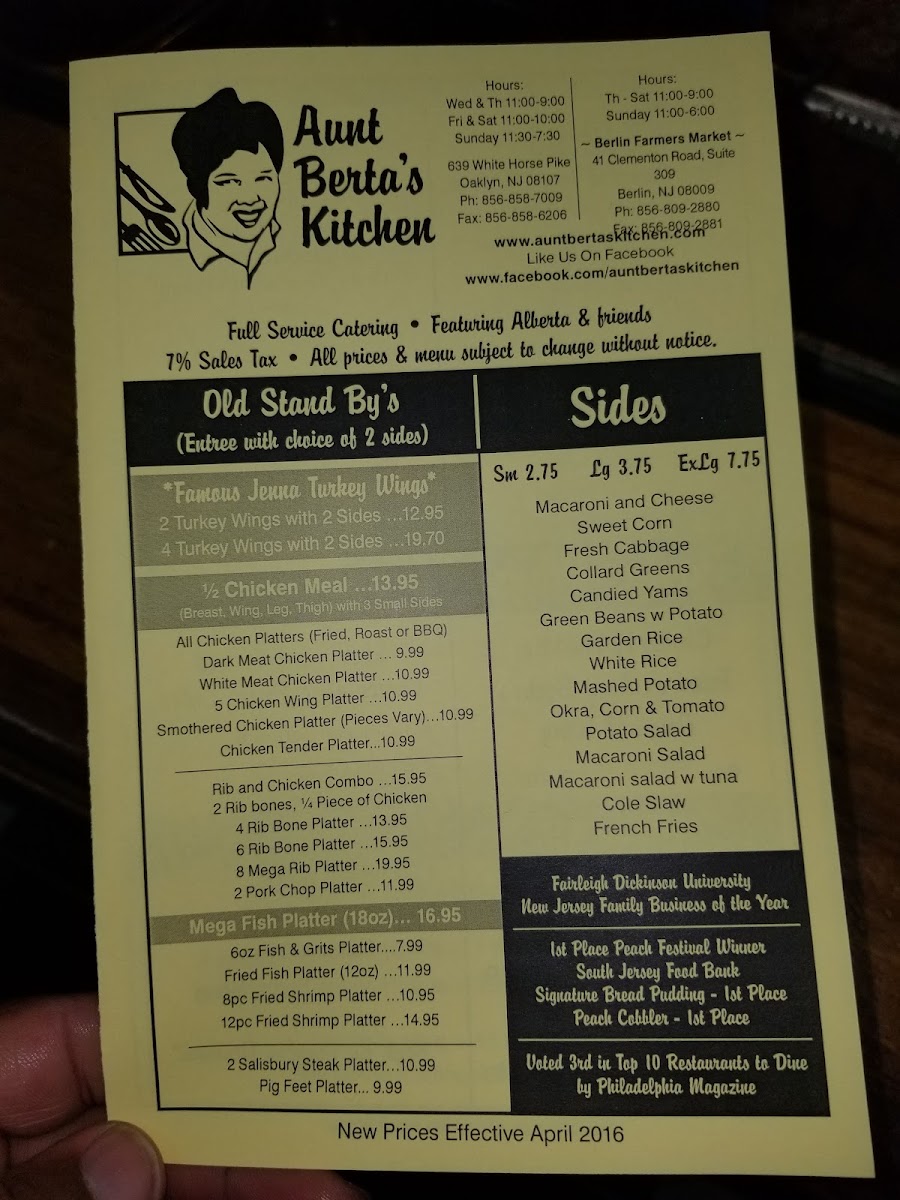 Aunt
Berta's
Kitchen
Hours:
Wed & Th 11:00-9:00
Fri & Sat 11:00-10:00
Sunday 11:30-7:30
639 White Horse Pike
Oaklyn, NJ 08107
Ph: 856-858-7009
Fax: 856-858-6206
Hours:
Th - Sat 11:00-9:00
Sunday 11:00-6:00
~ Berlin Farmers Market ~
41 Clementon Road, Suite
309
Berlin, NJ 08009
Ph: 856-809-2880
Fax: 856-809-2881
www.auntbertaskitchen.com
Like Us On Facebook
www.facebook.com/auntbertaskitchen
Full Service Catering • Featuring Alberta & friends
7% Sales Tax • All prices & menu subject to change without notice.
Old Stand By's
(Entree with choice of 2 sides)
*Famous Jenna Turkey Wings*
2 Turkey Wings with 2 Sides ...12.95
4 Turkey Wings with 2 Sides ...19,70
½ Chicken Meal ...13.95
(Breast, Wing, Leg, Thigh) with 3 Small Sides
All Chicken Platters (Fried, Roast or BBQ)
Dark Meat Chicken Platter ... 9.99
White Meat Chicken Platter ...10.99
5 Chicken Wing Platter ...10.99
Smothered Chicken Platter (Pieces Vary)...10.99
Chicken Tender Platter...10.99
Rib and Chicken Combo ...15.95
2 Rib bones, ¼ Piece of Chicken
4 Rib Bone Platter ...13.95
6 Rib Bone Platter ...15.95
8 Mega Rib Platter ...19.95
2 Pork Chop Platter ...11.99
Mega Fish Platter (18oz)... 16.95
6oz Fish & Grits Platter....7.99
Fried Fish Platter (12oz) ...11.99
8pc Fried Shrimp Platter ...10.95
12pc Fried Shrimp Platter ...14.95
2 Salisbury Steak Platter...10.99
Pig Feet Platter... 9.99
Sides
Sm 2.75 Lg 3.75 ExLg 7.75
Macaroni and Cheese
Sweet Corn
Fresh Cabbage
Collard Greens
Candied Yams
Green Beans w Potato
Garden Rice
White Rice
Mashed Potato
Okra, Corn & Tomato
Potato Salad
Macaroni Salad
Macaroni salad w tuna
Cole Slaw
French Fries
Fairleigh Dickinson University
New Jersey Family Business of the Year
1st Place Peach Festival Winner
South Jersey Food Bank
Signature Bread Pudding - 1st Place
Peach Cobbler - 1st Place
Voted 3rd in Top 10 Restaurants to Dine
by Philadelphia Magazine
New Prices Effective April 2016